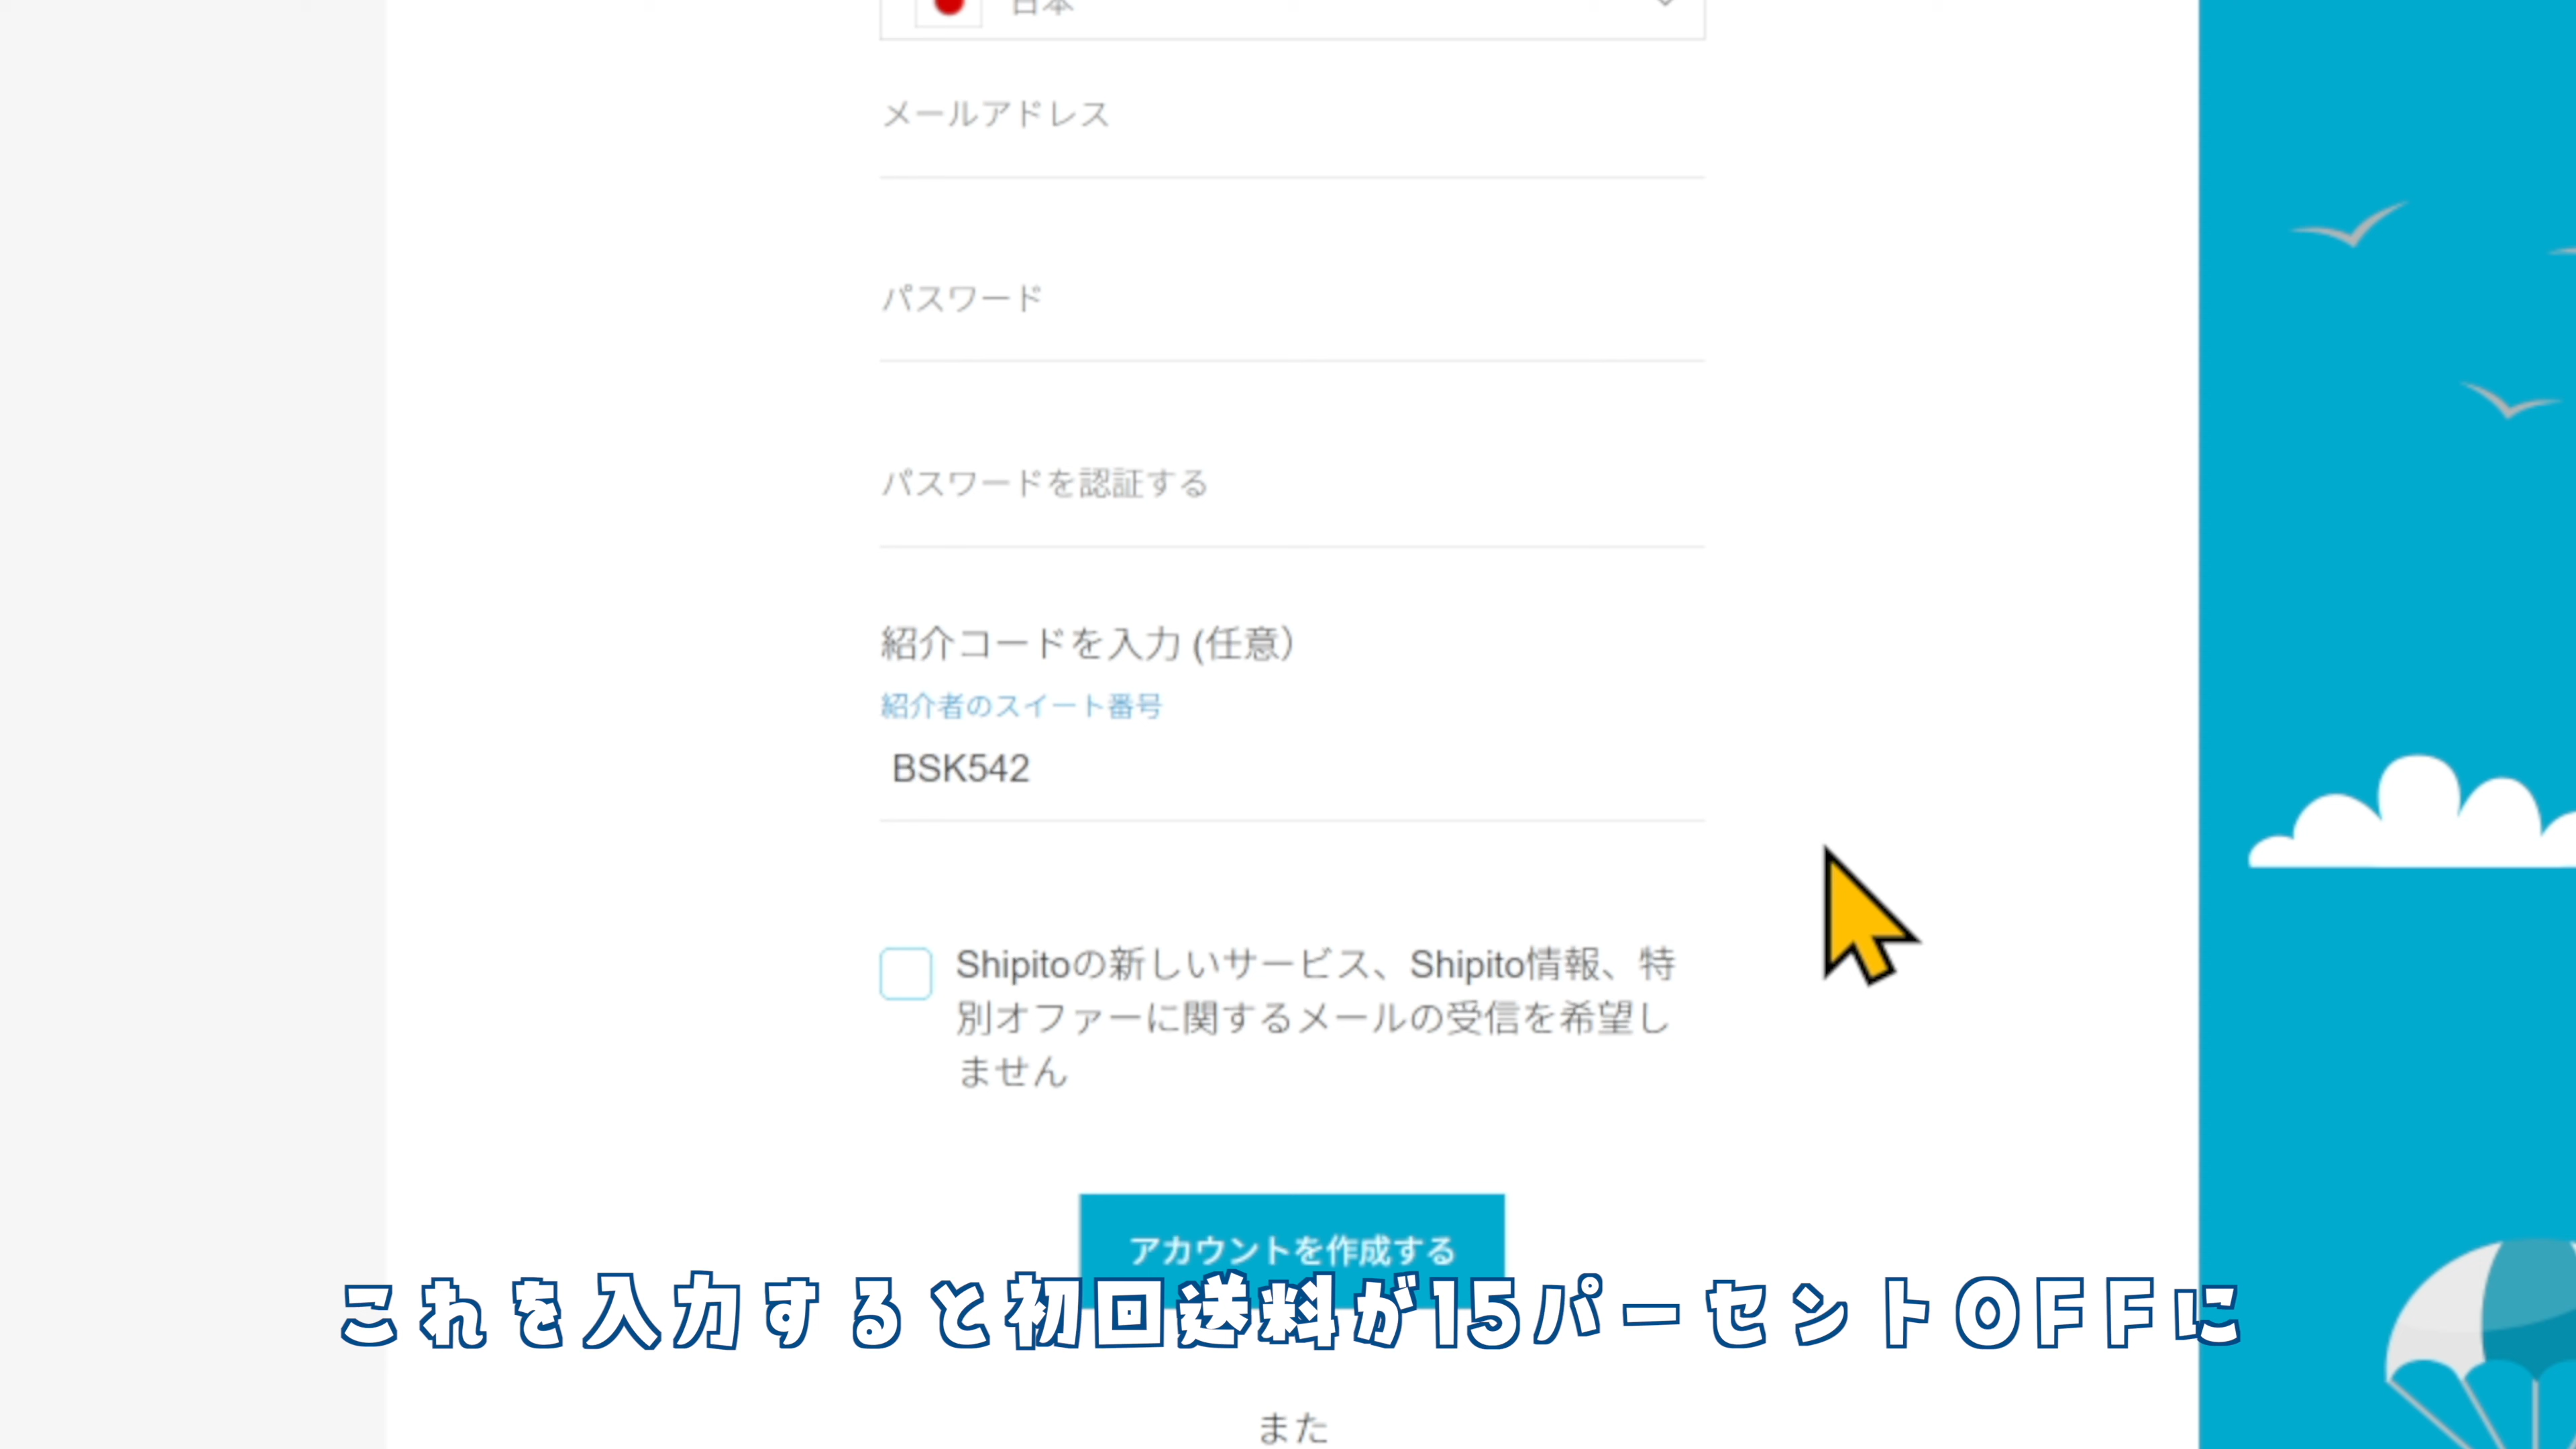 日本
メールアドレス
パスワード
パスワードを認証する
紹介コードを入力 (任意)
紹介者のスイート番号
BSK542
Shipitoの新しいサービス、Shipito情報、特
別オファーに関するメールの受信を希望し
ません
アカウントを作成する
これを入力すると初回送料が15パーセントOFFに
また